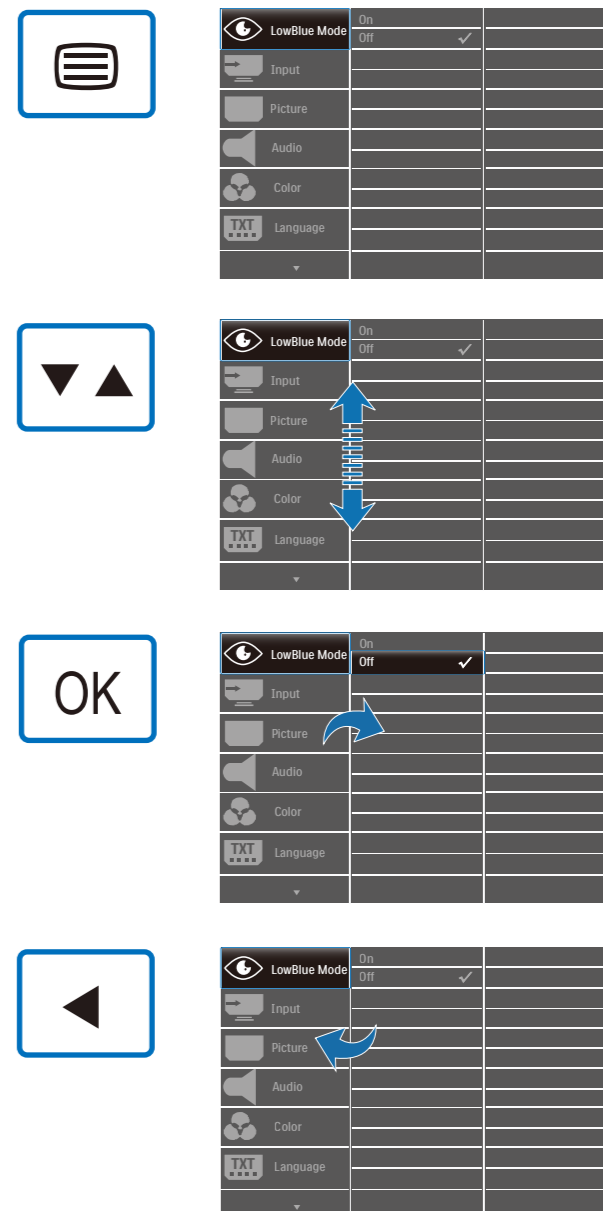 LowBlue Mode
On
Off
Input
Picture
Audio
Color
TXT
Language
LowBlue Mode
On
Off
Input
Picture
Audio
Color
TXT
Language
OK
LowBlue Mode
On
Off
Input
Picture
Audio
Color
TXT
Language
LowBlue Mode
On
Off
Input
Picture
Audio
Color
TXT
Language